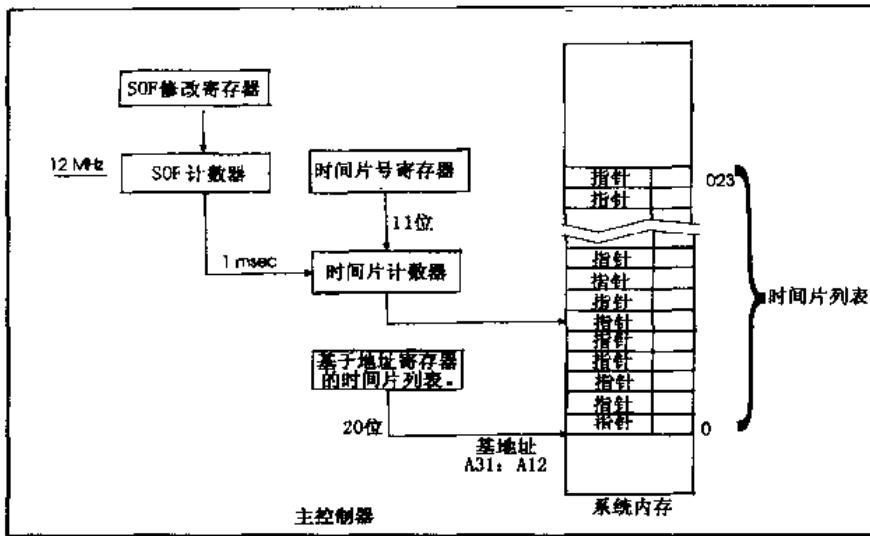 SOF修改寄存器
12 MHz
SOF计数器
时间片号寄存器
11位
1 msec
时间片计数器
基于地址寄存器
的时间片列表。
20位
基地址
A31: A12
指针
指针
指针
指针
指针
指针
指针
指针
指针
指针
指针
023
0
时间片列表
系统内存
主控制器